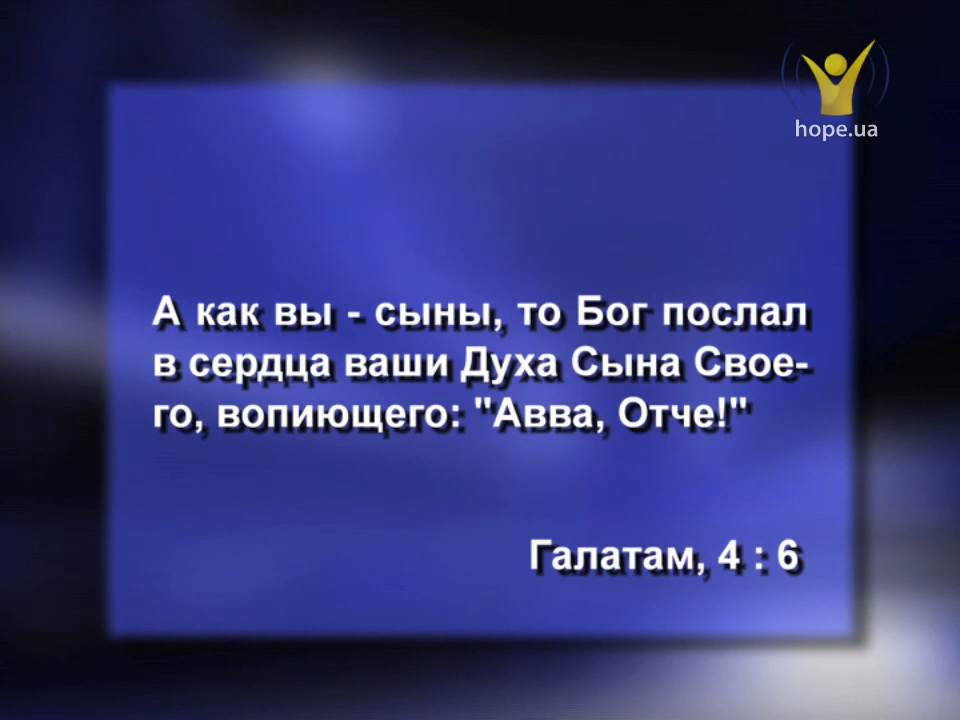 hope.ua
А как вы - сыны, то Бог послал
в сердца ваши Духа Сына Свое-
го, вопиющего: "Авва, Отче!"
Галатам, 4 : 6